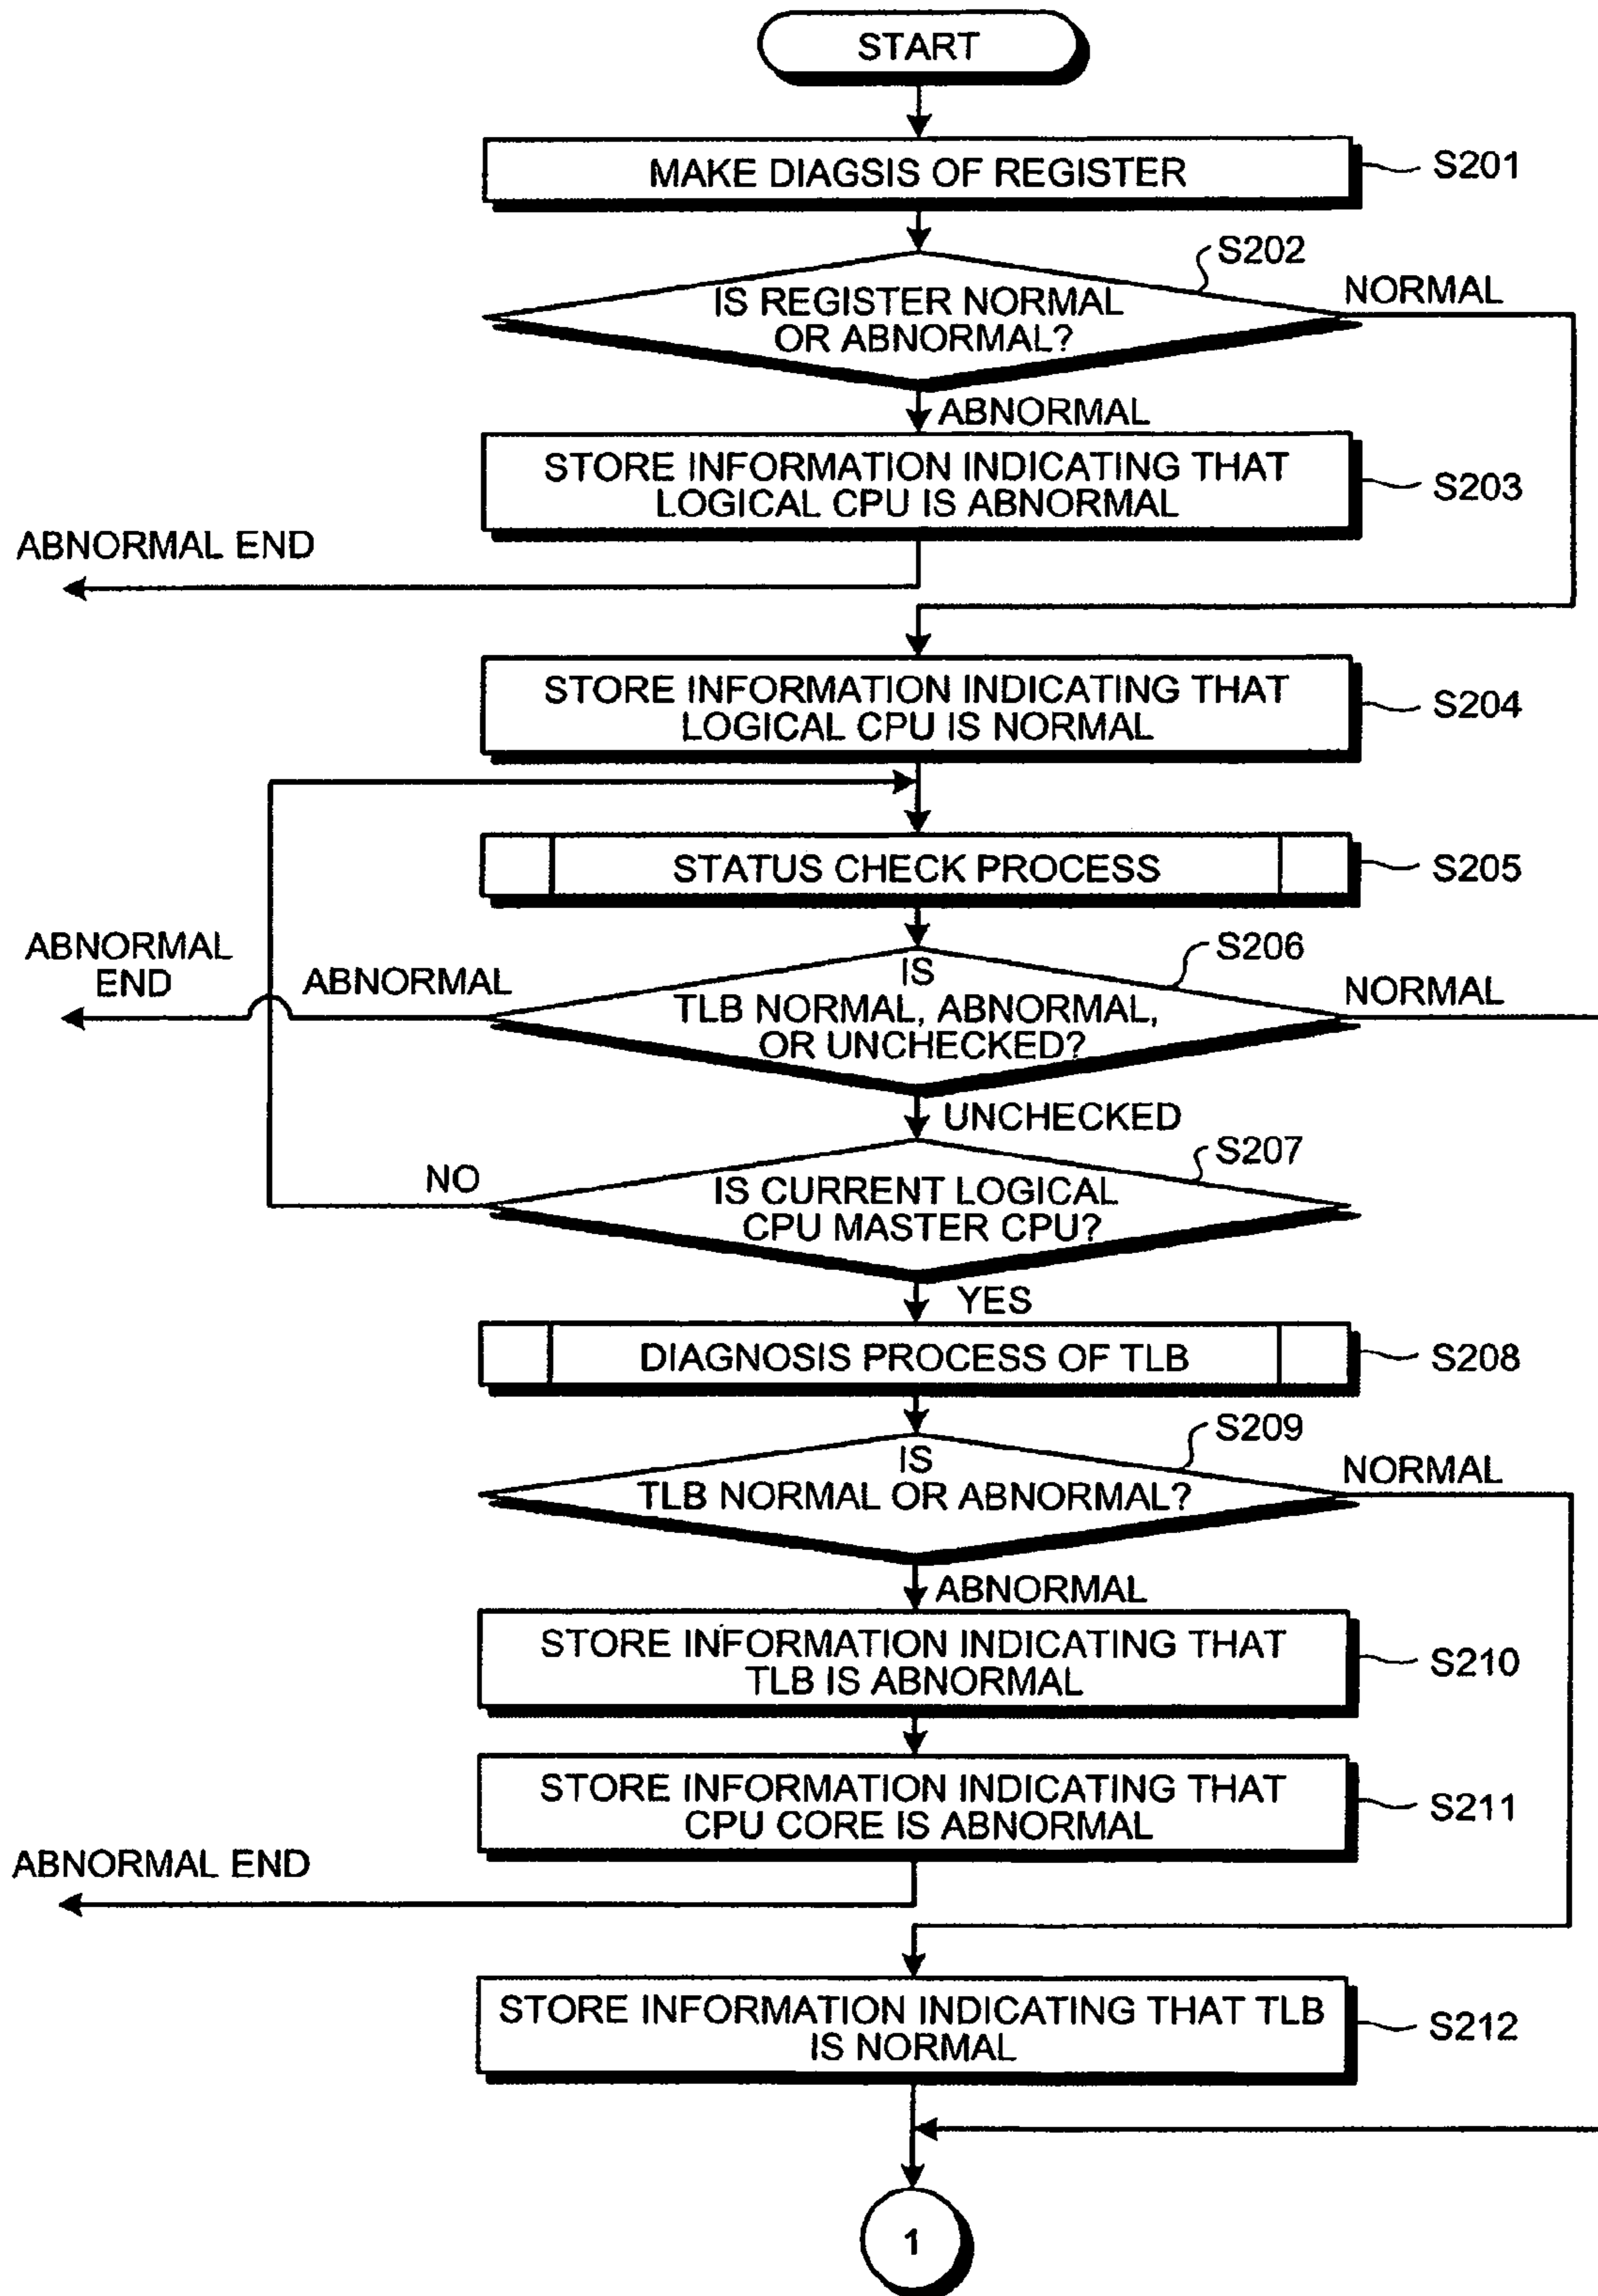 START
MAKE DIAGSIS OF REGISTER
S201
S202
IS REGISTER NORMAL
OR ABNORMAL?
NORMAL
ABNORMAL
STORE INFORMATION INDICATING THAT
LOGICAL CPU IS ABNORMAL
S203
ABNORMAL END
STORE INFORMATION INDICATING THAT
LOGICAL CPU IS NORMAL
S204
STATUS CHECK PROCESS
S205
ABNORMAL
END
ABNORMAL
S206
IS
TLB NORMAL, ABNORMAL,
OR UNCHECKED?
NORMAL
UNCHECKED
S207
NO
IS CURRENT LOGICAL
CPU MASTER CPU?
YES
DIAGNOSIS PROCESS OF TLB
S208
S209
IS
TLB NORMAL OR ABNORMAL?
NORMAL
ABNORMAL
STORE INFORMATION INDICATING THAT
TLB IS ABNORMAL
S210
STORE INFORMATION INDICATING THAT
CPU CORE IS ABNORMAL
S211
ABNORMAL END
STORE INFORMATION INDICATING THAT TLB
IS NORMAL
S212
1